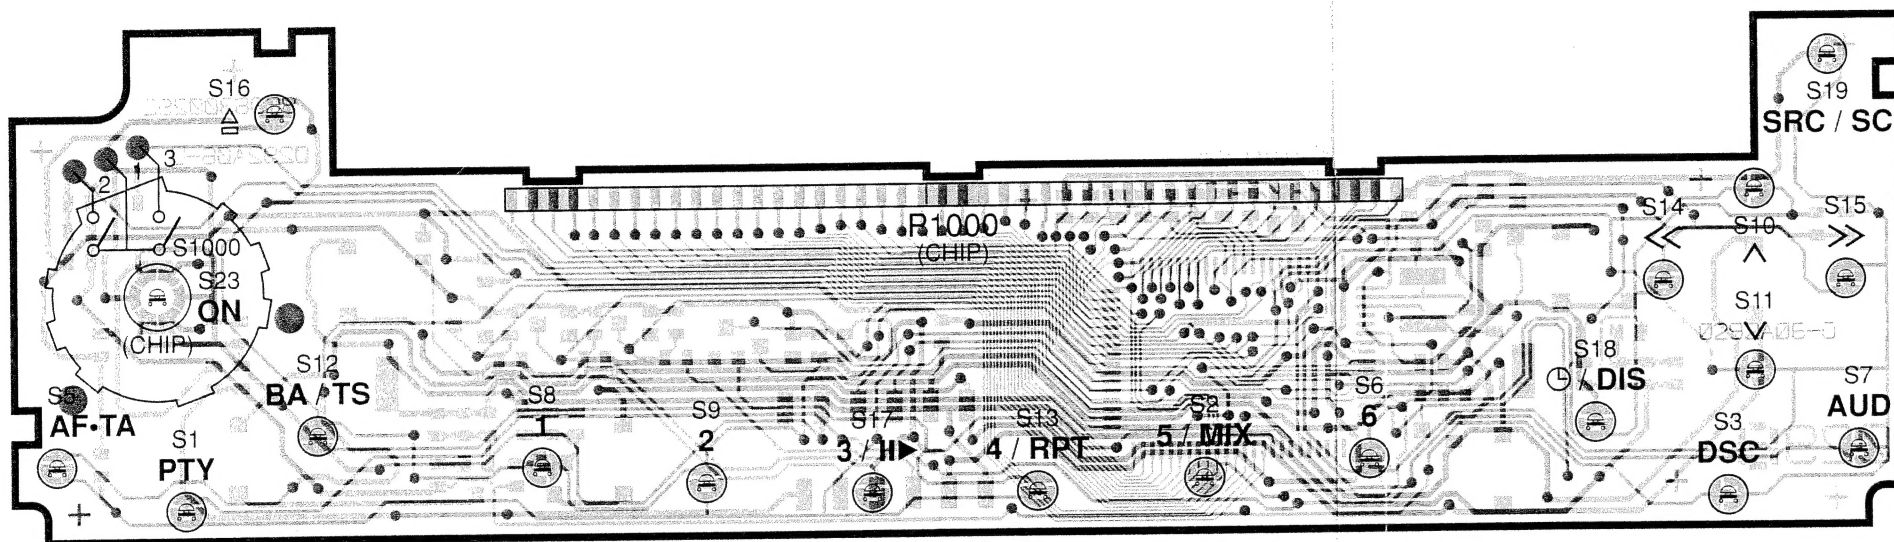 S16
S19
SRC / SC
3
1
2
R1000
(CHIP)
S14
S10
S15
S1000
S23
ON
(CHIP)
S11
S12
BA / TS
S18
/ DIS
S8
1
S6
6
S7
AUD
AF•TA
S9
2
S17
3 / II▶
S13
4 / RPT
S2
5 / MIX
S3
DSC
S1
PTY